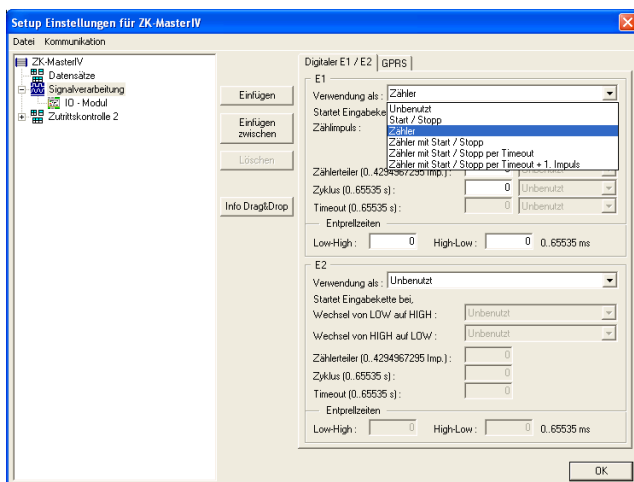 Setup Einstellungen für ZK-MasterIV
Datei Kommunikation
ZK-MasterIV
Datensätze
Signalverarbeitung
IO - Modul
Zutrittskontrolle 2
Einfügen
Einfügen
zwischen
Löschen
Info Drag&Drop
Digitaler E1 / E2 GPRS
E1
Verwendung als : Zähler
Startet Eingabeke
Zählimpuls :
Unbenutzt
Start / Stopp
Zähler
Zähler mit Start / Stopp
Zähler mit Start / Stopp per Timeout
Zähler mit Start / Stopp per Timeout + 1. Impuls
Zählerteiler (0..4294967295 Imp.) : 0 Unbenutzt
Zyklus (0..65535 s) : 0 Unbenutzt
Timeout (0..65535 s) : 0 Unbenutzt
Entprellzeiten
Low-High : 0 High-Low : 0 0..65535 ms
E2
Verwendung als : Unbenutzt
Startet Eingabekette bei,
Wechsel von LOW auf HIGH : Unbenutzt
Wechsel von HIGH auf LOW : Unbenutzt
Zählerteiler (0..4294967295 Imp.) : 0
Zyklus (0..65535 s) : 0
Timeout (0..65535 s) : 0
Entprellzeiten
Low-High : 0 High-Low : 0 0..65535 ms
OK